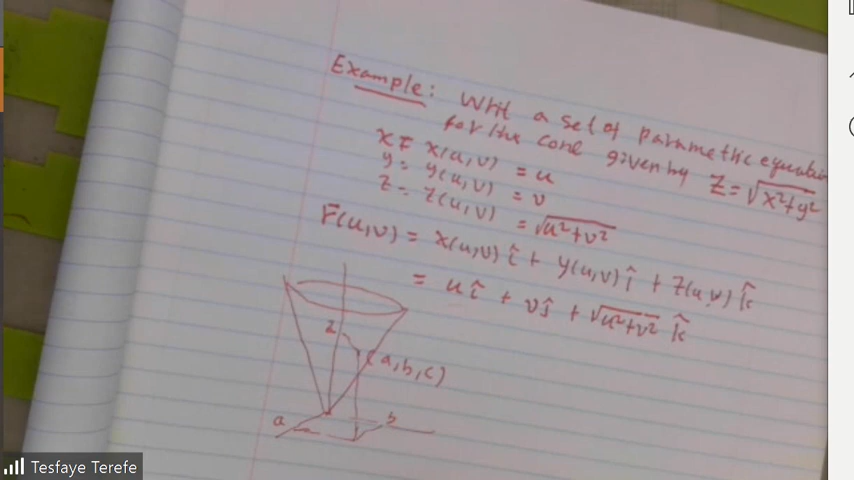 Example: Writ a set of parametric equation
for the cone given by z = √x²+y²
x = x(u,v) = u
y = y(u,v) = v
z = z(u,v) = √u²+v²
r̄(u,v) = x(u,v) î + y(u,v) ĵ + z(u,v) k̂
= u î + v ĵ + √u²+v² k̂
z
(a,b,c)
a
b
Tesfaye Terefe